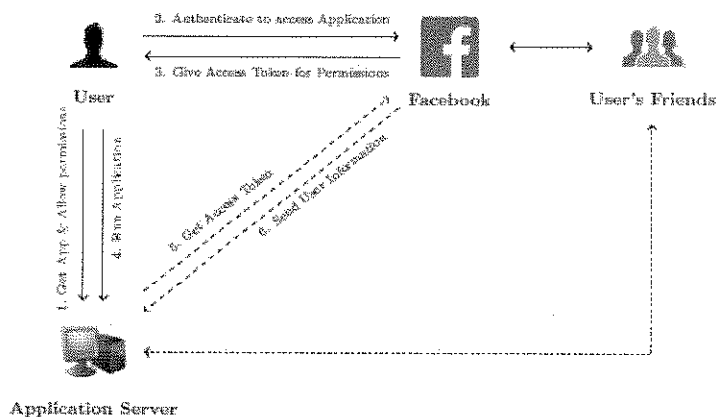 2. Authenticate to access Application
3. Give Access Token for Permissions
User
f
Facebook
User's Friends
1. Get App & Allow permissions
4. Run Application
5. Get Access Token
6. Send User Information
Application Server